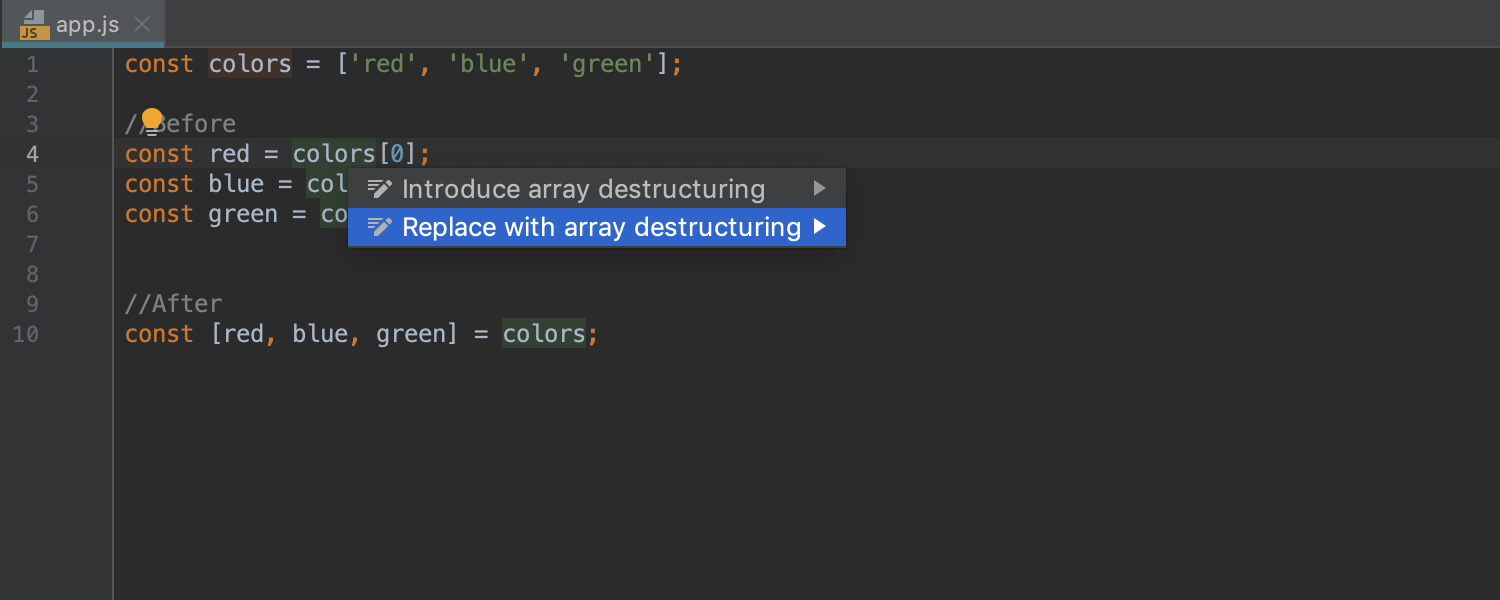 JS app.js
1 const colors = ['red', 'blue', 'green'];
2
3 //Before
4 const red = colors[0];
5 const blue = col
6 const green = co
Introduce array destructuring
Replace with array destructuring
7
8
9 //After
10 const [red, blue, green] = colors;